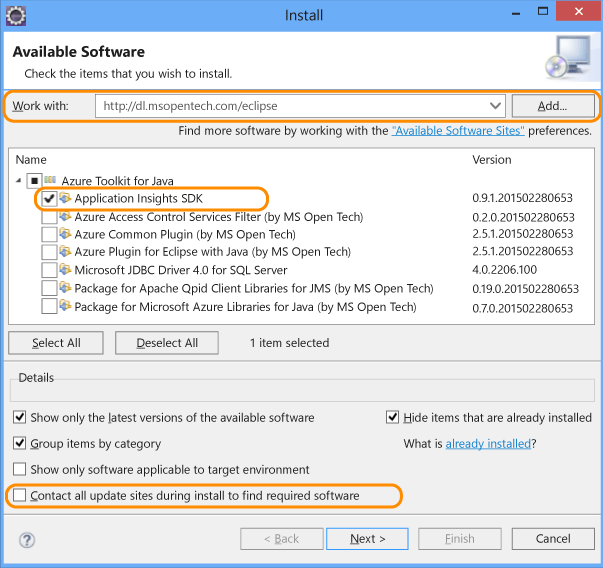 Install
Available Software
Check the items that you wish to install.
Work with: http://dl.msopentech.com/eclipse Add...
Find more software by working with the "Available Software Sites" preferences.
Name Version
Azure Toolkit for Java
Application Insights SDK 0.9.1.201502280653
Azure Access Control Services Filter (by MS Open Tech) 0.2.0.201502280653
Azure Common Plugin (by MS Open Tech) 2.5.1.201502280653
Azure Plugin for Eclipse with Java (by MS Open Tech) 2.5.1.201502280653
Microsoft JDBC Driver 4.0 for SQL Server 4.0.2206.100
Package for Apache Qpid Client Libraries for JMS (by MS Open Tech) 0.19.0.201502280653
Package for Microsoft Azure Libraries for Java (by MS Open Tech) 0.7.0.201502280653
Select All Deselect All 1 item selected
Details
Show only the latest versions of the available software Hide items that are already installed
Group items by category What is already installed?
Show only software applicable to target environment
Contact all update sites during install to find required software
? < Back Next > Finish Cancel